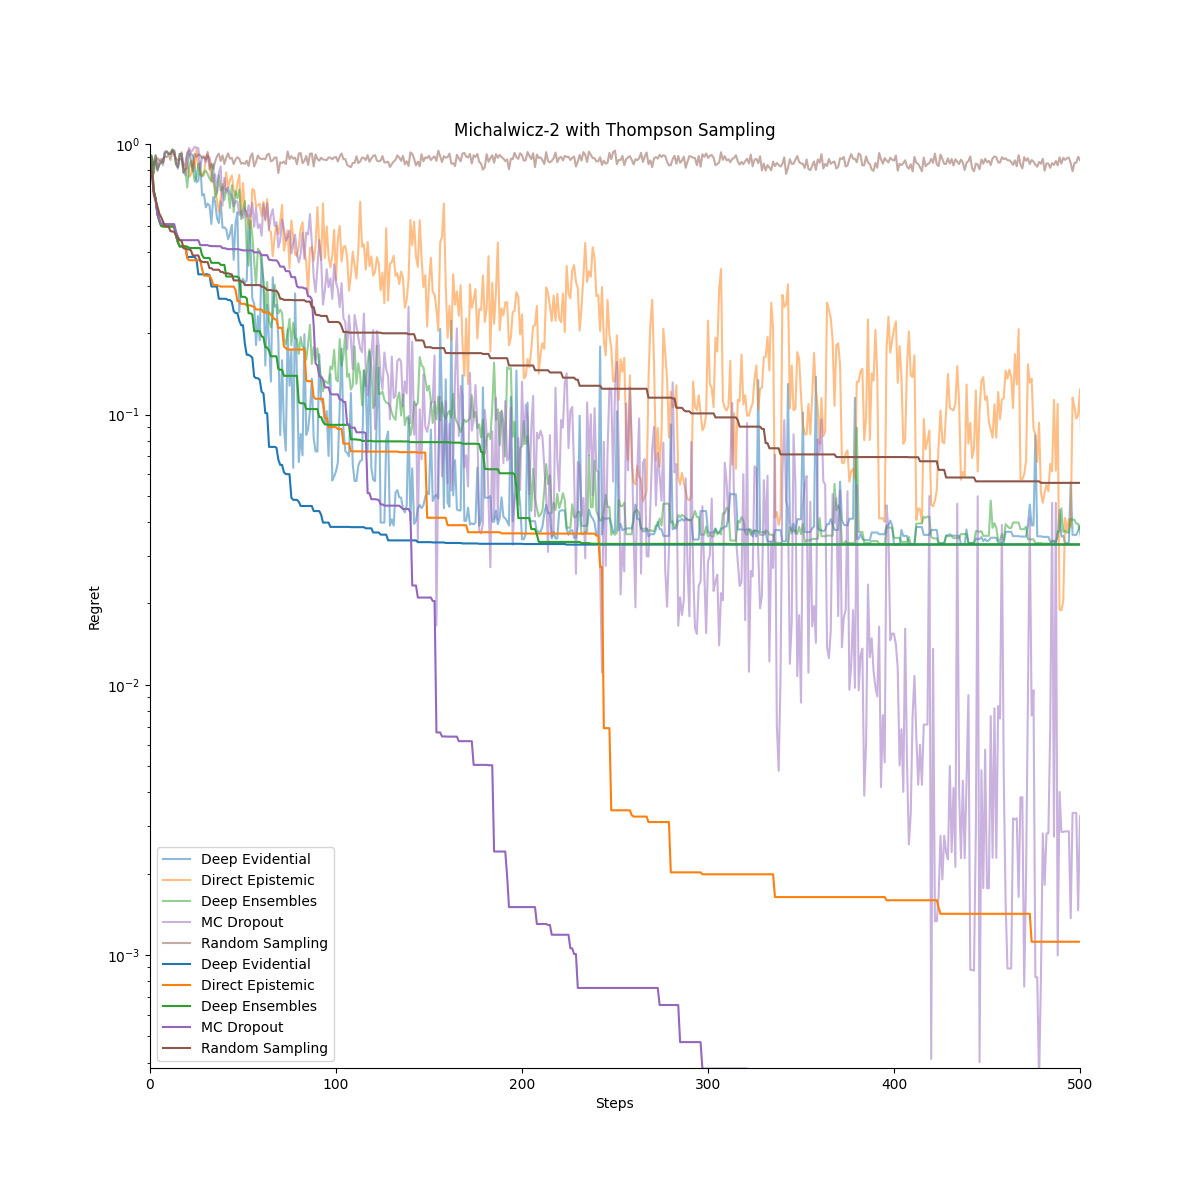 Michalwicz-2 with Thompson Sampling
10⁰
10⁻¹
10⁻²
10⁻³
Regret
Deep Evidential
Direct Epistemic
Deep Ensembles
MC Dropout
Random Sampling
Deep Evidential
Direct Epistemic
Deep Ensembles
MC Dropout
Random Sampling
0
100
200
300
400
500
Steps